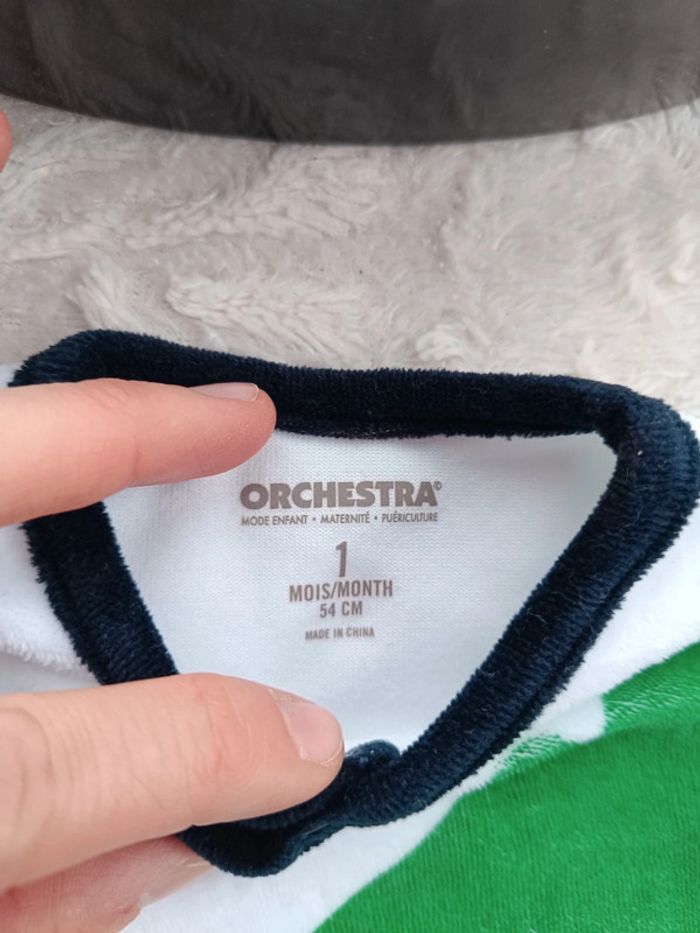 ORCHESTRA®
MODE ENFANT • MATERNITÉ • PUÉRICULTURE
1
MOIS/MONTH
54 CM
MADE IN CHINA